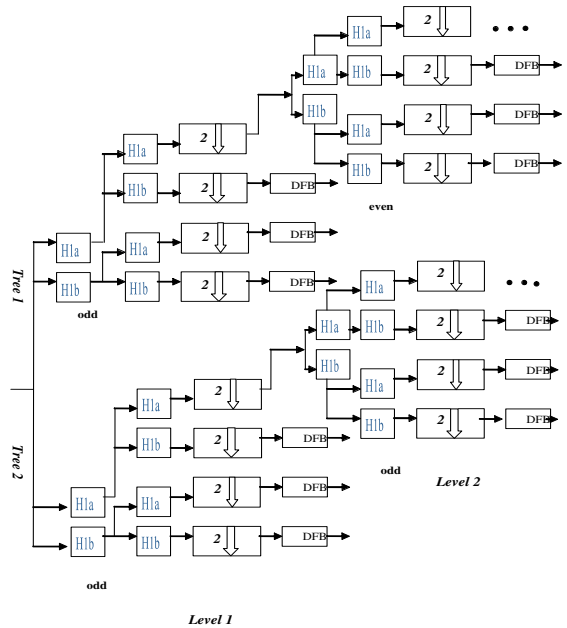 H1a 2 • • •
H1a H1b 2 DFB
H1b
H1a 2 DFB
H1a 2
H1b 2 DFB
even
H1b 2 DFB
H1a H1a 2 DFB
Tree 1
H1b H1b 2 DFB
odd
H1a 2 • • •
H1a H1b 2 DFB
H1b
H1a 2 DFB
H1a 2
H1b 2 DFB
H1b 2 DFB
Tree 2
odd
Level 2
H1a H1a 2 DFB
H1b H1b 2 DFB
odd
Level 1